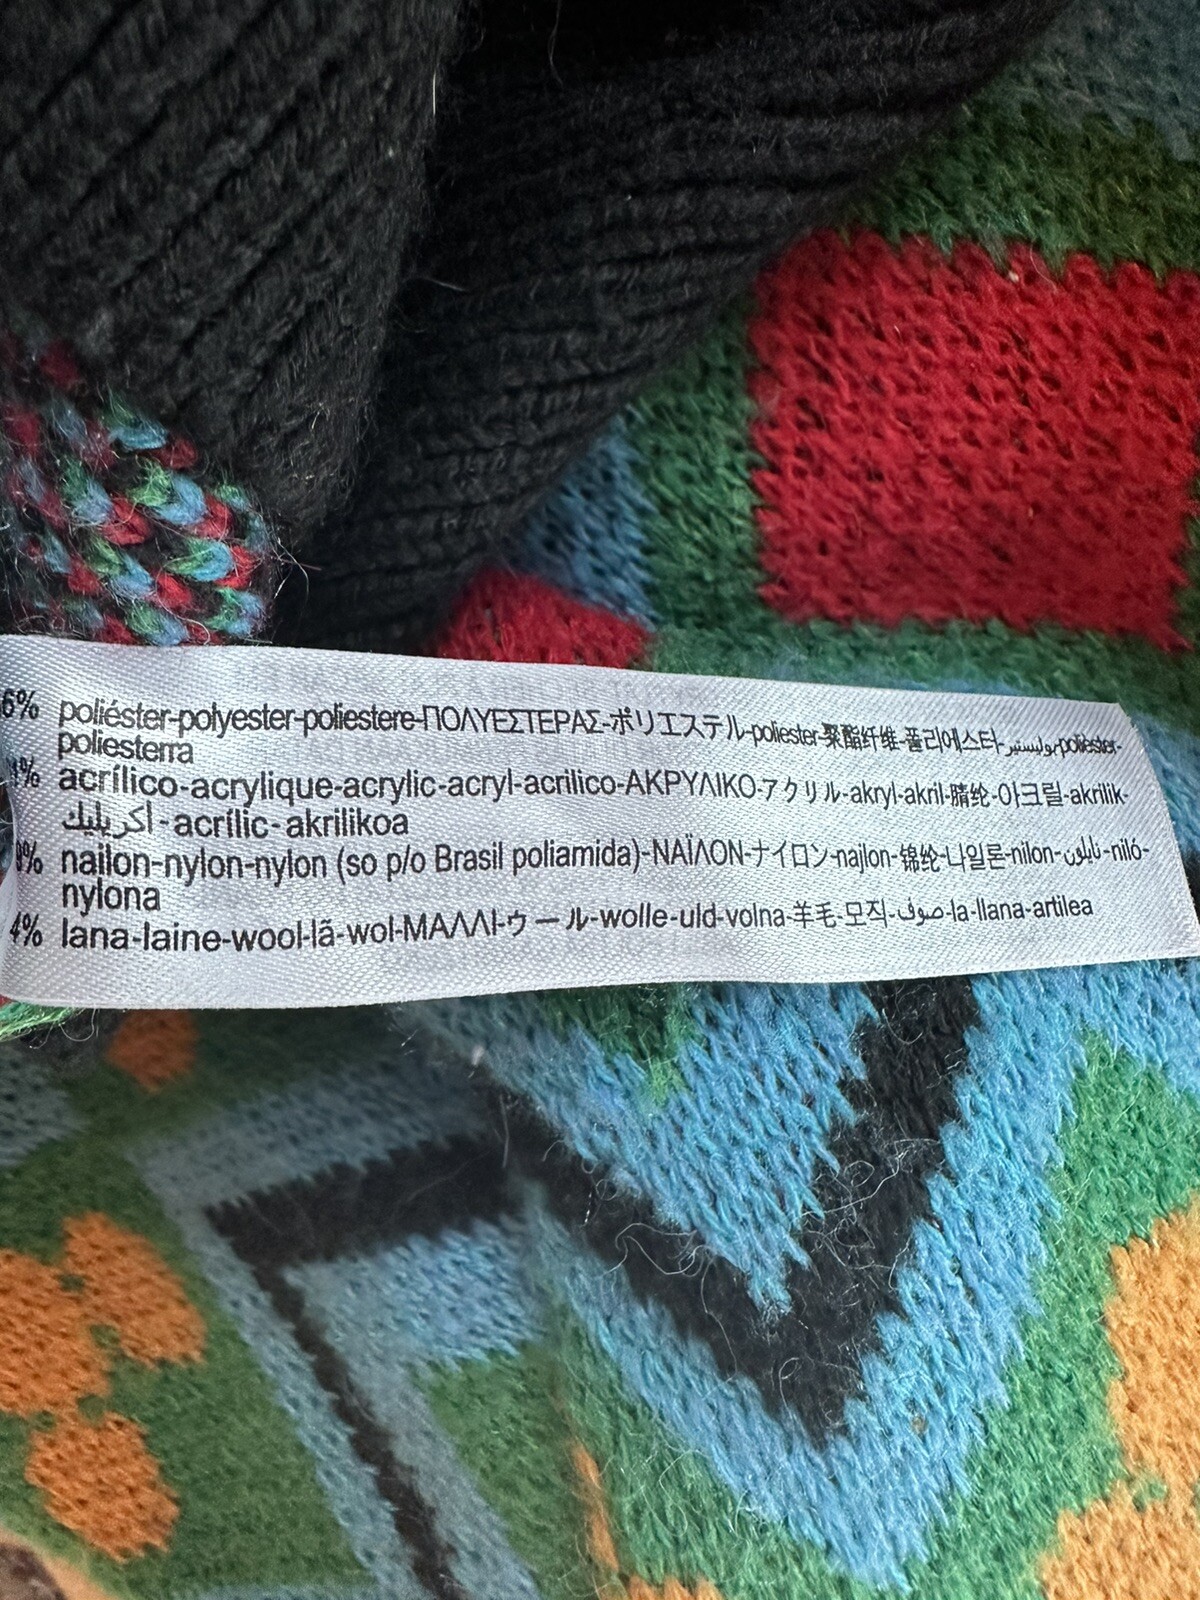 6% poliéster-polyester-poliestere-ΠΟΛΥΕΣΤΕΡΑΣ-ポリエステル-poliester-聚酯纤维-폴리에스터-بوليستير-polièster-
poliesterra
% acrílico-acrylique-acrylic-acryl-acrilico-ΑΚΡΥΛΙΚΟ-アクリル-akryl-akril-腈纶-아크릴-akrilik-
اكريليك-acrílic-akrilikoa
9% nailon-nylon-nylon (so p/o Brasil poliamida)-ΝΑΪΛΟΝ-ナイロン-najlon-锦纶-나일론-nilon-نايلون-niló-
nylona
4% lana-laine-wool-lã-wol-ΜΑΛΛΙ-ウール-wolle-uld-volna-羊毛-모직-صوف-la-llana-artilea